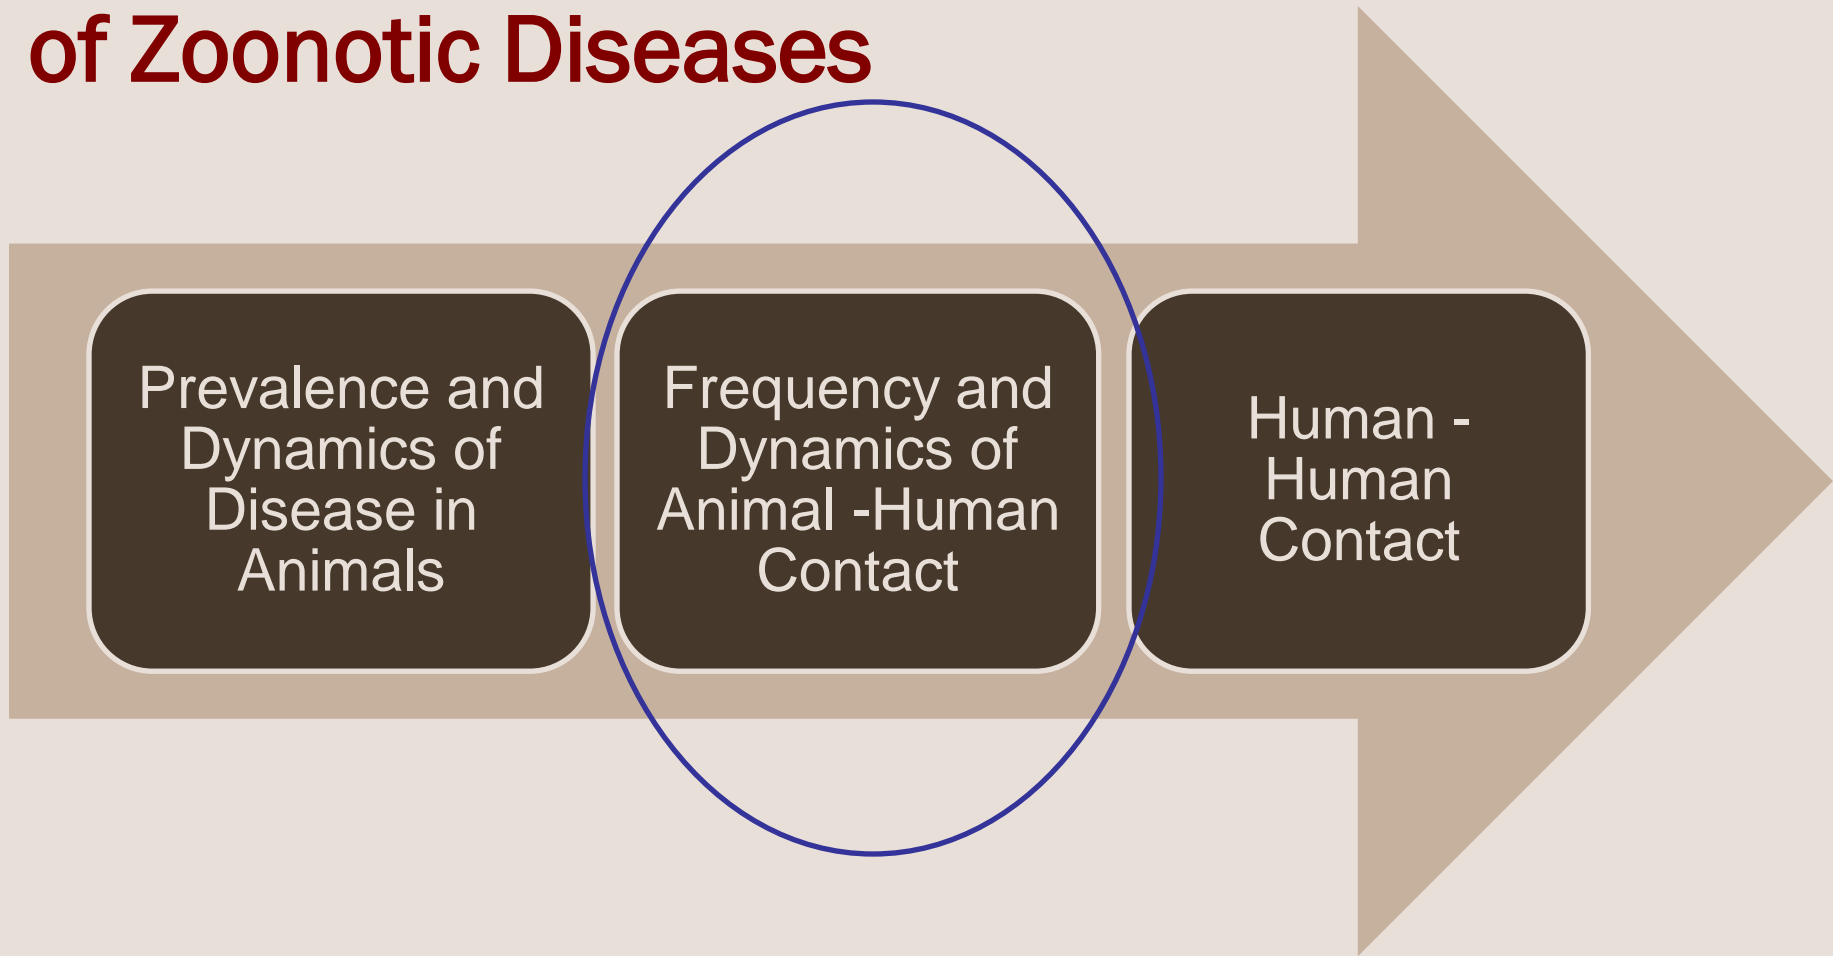 of Zoonotic Diseases
Prevalence and
Dynamics of
Disease in
Animals
Frequency and
Dynamics of
Animal -Human
Contact
Human -
Human
Contact